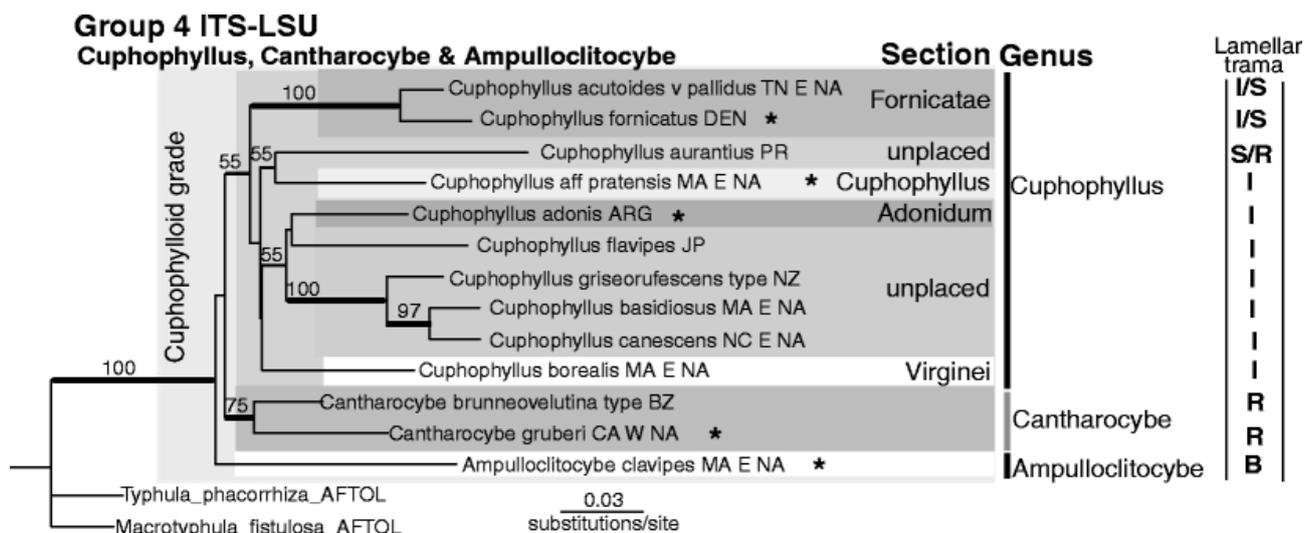 Group 4 ITS-LSU
Cuphophyllus, Cantharocybe & Ampulloclitocybe
Section Genus
Lamellar
trama
Cuphophylloid grade
100
Cuphophyllus acutoides v pallidus TN E NA
Fornicatae
I/S
Cuphophyllus fornicatus DEN *
I/S
55
55
Cuphophyllus aurantius PR
unplaced
S/R
Cuphophyllus aff pratensis MA E NA * Cuphophyllus
Cuphophyllus
I
Cuphophyllus adonis ARG *
Adonidum
I
55
Cuphophyllus flavipes JP
I
100
Cuphophyllus griseorufescens type NZ
unplaced
I
97
Cuphophyllus basidiosus MA E NA
I
Cuphophyllus canescens NC E NA
I
Cuphophyllus borealis MA E NA
Virginei
I
100
75
Cantharocybe brunneovelutina type BZ
R
Cantharocybe
Cantharocybe gruberi CA W NA *
R
Ampulloclitocybe clavipes MA E NA *
Ampulloclitocybe
B
Typhula_phacorrhiza_AFTOL
0.03
substitutions/site
Macrotyphula_fistulosa_AFTOL